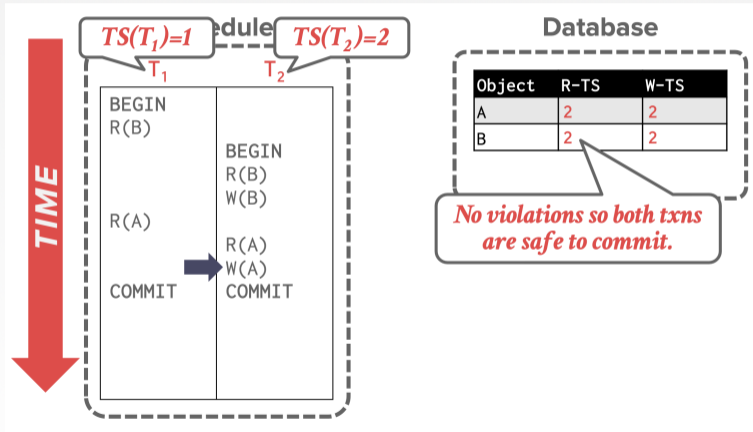 TS(T1)=1
edule
TS(T2)=2
T1
T2
TIME
BEGIN
R(B)
BEGIN
R(B)
W(B)
R(A)
R(A)
W(A)
COMMIT
COMMIT
Database
Object R-TS W-TS
A 2 2
B 2 2
No violations so both txns
are safe to commit.